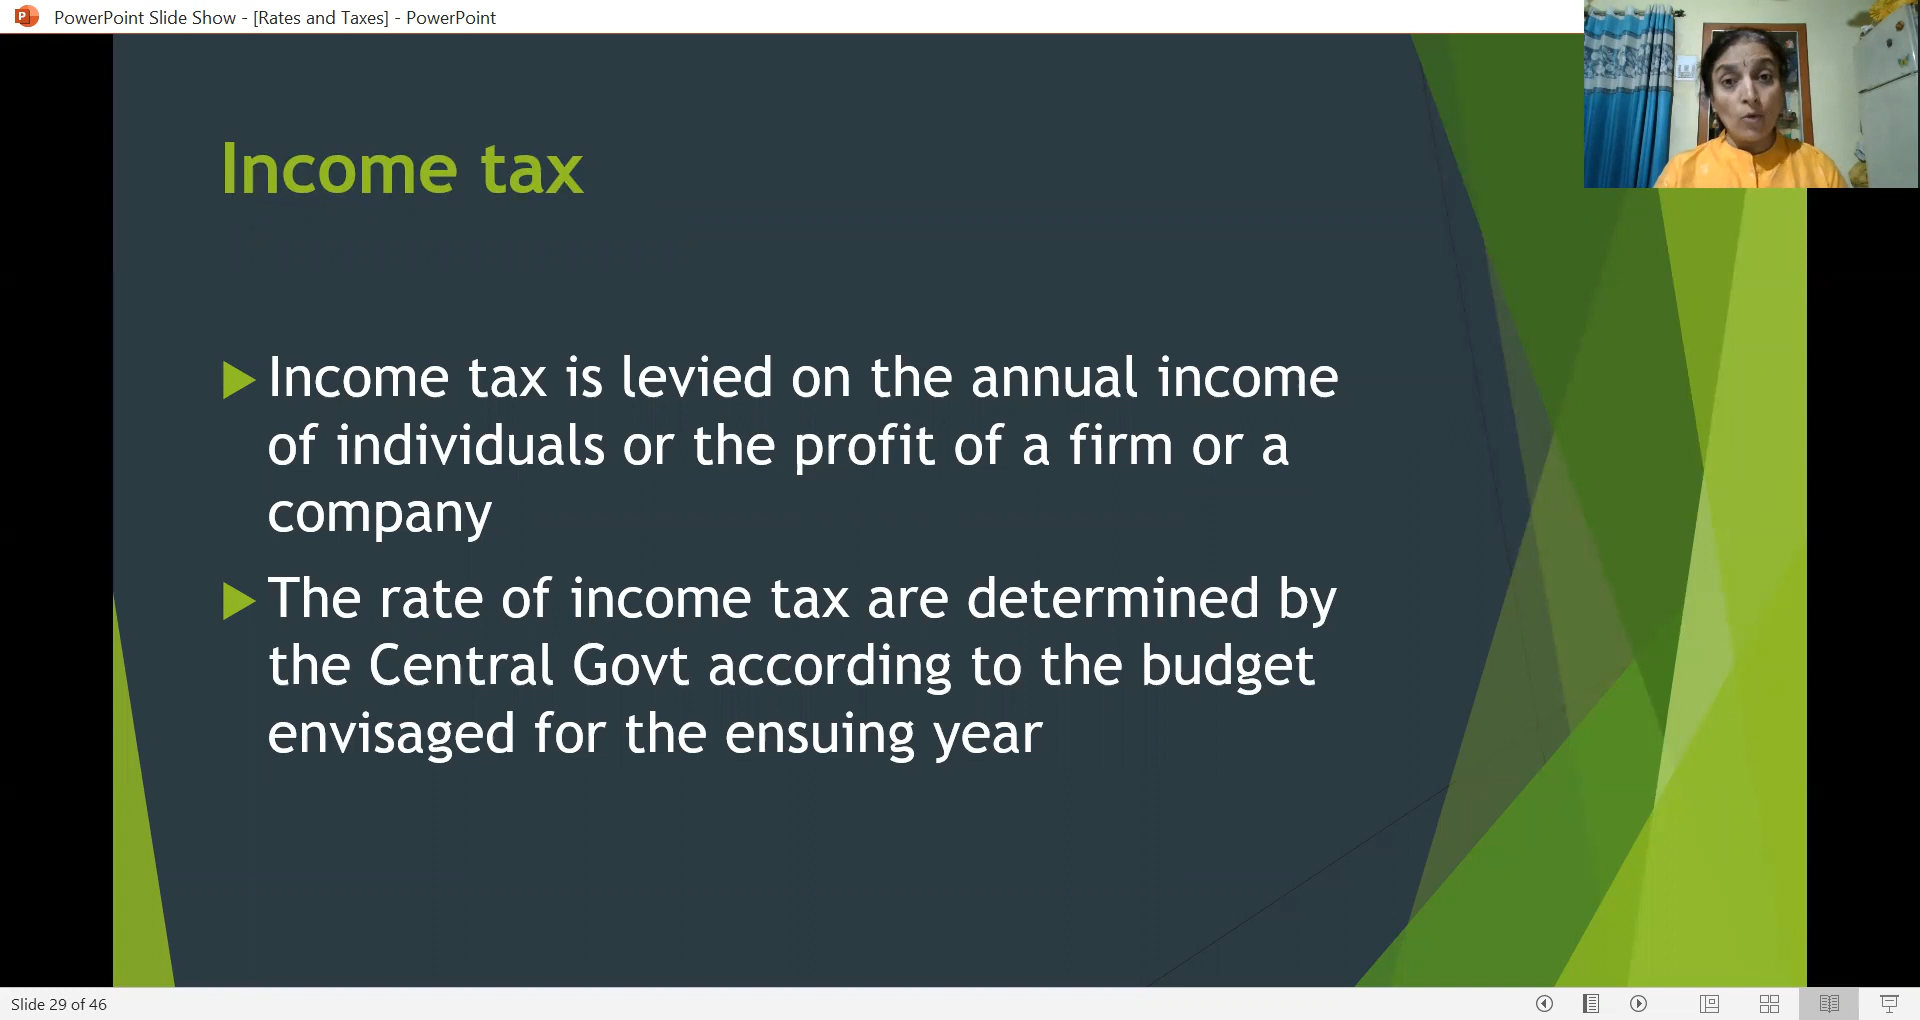 PowerPoint Slide Show - [Rates and Taxes] - PowerPoint
Income tax
Income tax is levied on the annual income
of individuals or the profit of a firm or a
company
The rate of income tax are determined by
the Central Govt according to the budget
envisaged for the ensuing year
Slide 29 of 46